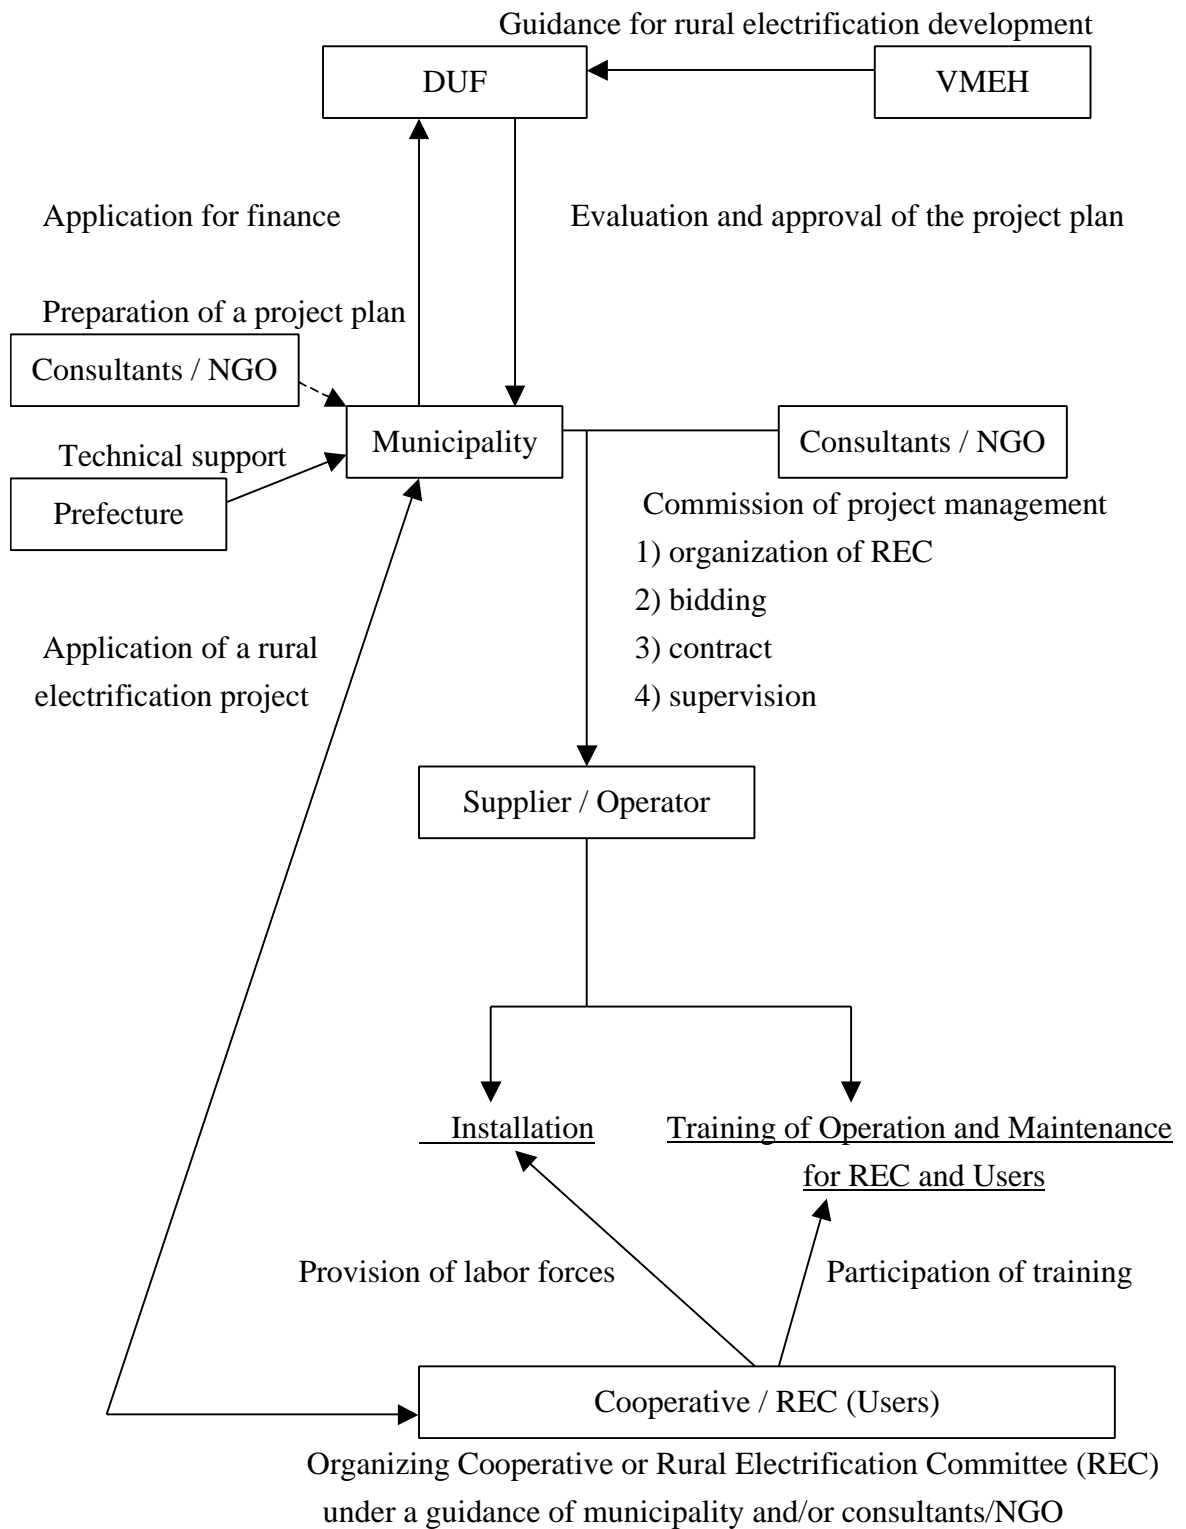 Guidance for rural electrification development
DUF
VMEH
Application for finance
Evaluation and approval of the project plan
Preparation of a project plan
Consultants / NGO
Municipality
Consultants / NGO
Technical support
Prefecture
Commission of project management
1) organization of REC
2) bidding
3) contract
4) supervision
Application of a rural
electrification project
Supplier / Operator
Installation
Training of Operation and Maintenance
for REC and Users
Provision of labor forces
Participation of training
Cooperative / REC (Users)
Organizing Cooperative or Rural Electrification Committee (REC)
under a guidance of municipality and/or consultants/NGO